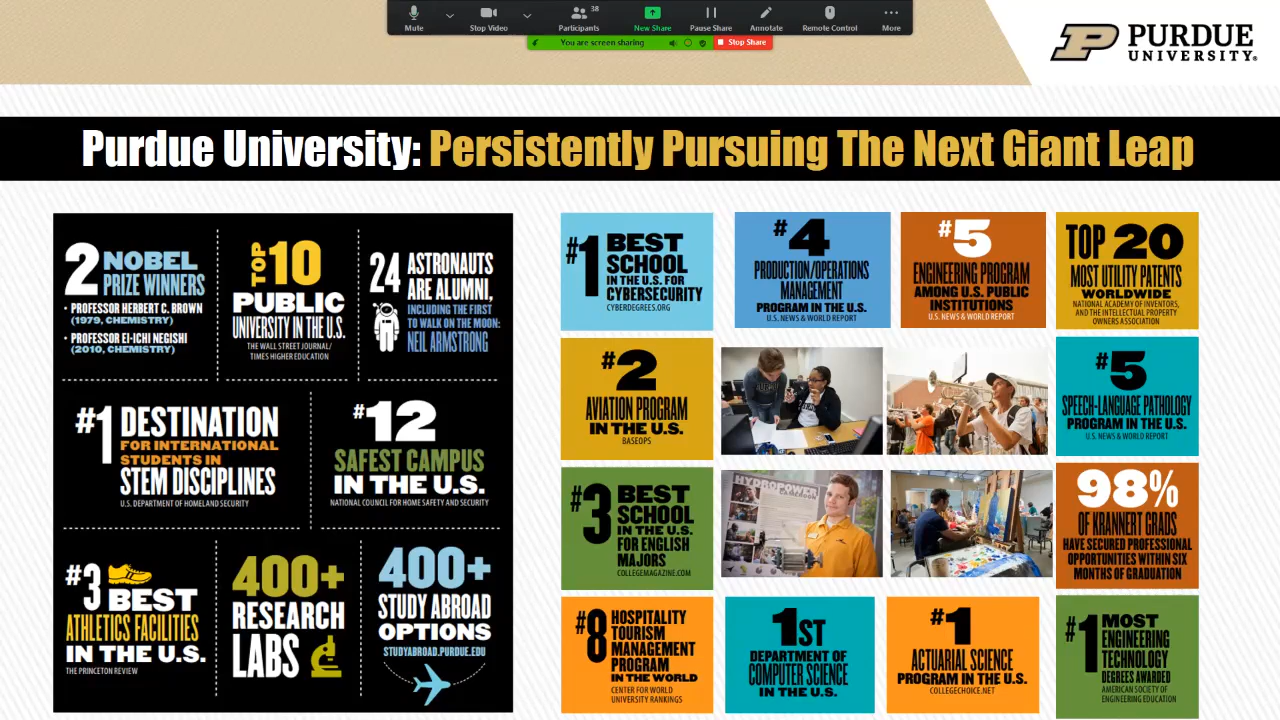 Mute
Stop Video
Participants
38
New Share
Pause Share
Annotate
Remote Control
More
You are screen sharing
Stop Share
PURDUE
UNIVERSITY®
Purdue University: Persistently Pursuing The Next Giant Leap
2 NOBEL
PRIZE WINNERS
• PROFESSOR HERBERT C. BROWN
(1979, CHEMISTRY)
• PROFESSOR EI-ICHI NEGISHI
(2010, CHEMISTRY)
TOP 10
PUBLIC
UNIVERSITY IN THE U.S.
THE WALL STREET JOURNAL/
TIMES HIGHER EDUCATION
24 ASTRONAUTS
ARE ALUMNI,
INCLUDING THE FIRST
TO WALK ON THE MOON:
NEIL ARMSTRONG
#1 DESTINATION
FOR INTERNATIONAL
STUDENTS IN
STEM DISCIPLINES
U.S. DEPARTMENT OF HOMELAND SECURITY
#12
SAFEST CAMPUS
IN THE U.S.
NATIONAL COUNCIL FOR HOME SAFETY AND SECURITY
#3 BEST
ATHLETICS FACILITIES
IN THE U.S.
THE PRINCETON REVIEW
400+
RESEARCH
LABS
400+
STUDY ABROAD
OPTIONS
STUDYABROAD.PURDUE.EDU
#1 BEST
SCHOOL
IN THE U.S. FOR
CYBERSECURITY
CYBERDEGREES.ORG
#4
PRODUCTION/OPERATIONS
MANAGEMENT
PROGRAM IN THE U.S.
U.S. NEWS & WORLD REPORT
#5
ENGINEERING PROGRAM
AMONG U.S. PUBLIC
INSTITUTIONS
U.S. NEWS & WORLD REPORT
TOP 20
MOST UTILITY PATENTS
WORLDWIDE
NATIONAL ACADEMY OF INVENTORS,
AND THE INTELLECTUAL PROPERTY
OWNERS ASSOCIATION
#2
AVIATION PROGRAM
IN THE U.S.
BASEOPS
#5
SPEECH-LANGUAGE PATHOLOGY
PROGRAM IN THE U.S.
U.S. NEWS & WORLD REPORT
#3 BEST
SCHOOL
IN THE U.S.
FOR ENGLISH
MAJORS
COLLEGEMAGAZINE.COM
HYDROPOWER
98%
OF KRANNERT GRADS
HAVE SECURED PROFESSIONAL
OPPORTUNITIES WITHIN SIX
MONTHS OF GRADUATION
#8 HOSPITALITY
TOURISM
MANAGEMENT
PROGRAM
IN THE WORLD
CENTER FOR WORLD
UNIVERSITY RANKINGS
1ST
DEPARTMENT OF
COMPUTER SCIENCE
IN THE U.S.
#1
ACTUARIAL SCIENCE
PROGRAM IN THE U.S.
COLLEGECHOICE.NET
#1 MOST
ENGINEERING
TECHNOLOGY
DEGREES AWARDED
AMERICAN SOCIETY OF
ENGINEERING EDUCATION